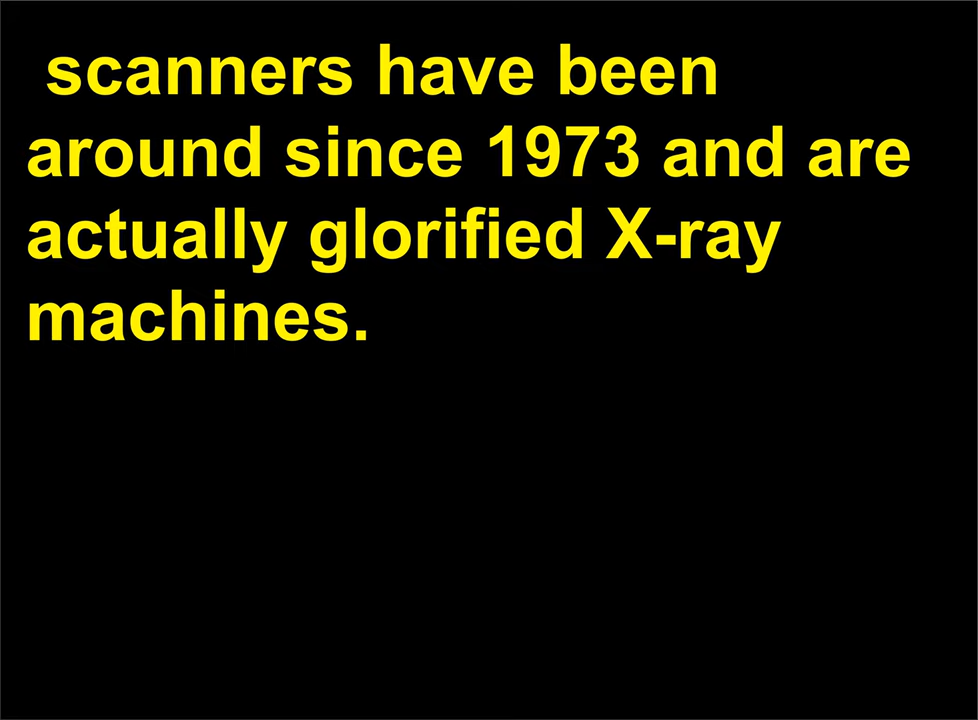 scanners have been
around since 1973 and are
actually glorified X-ray
machines.